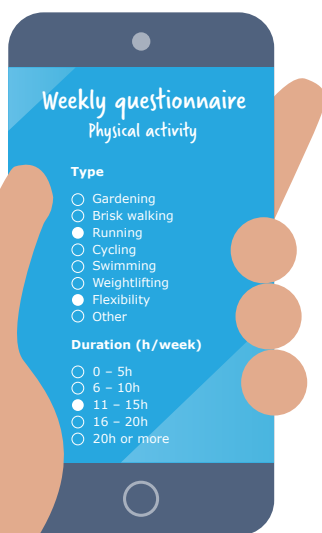 Weekly questionnaire
Physical activity
Type
Gardening
Brisk walking
Running
Cycling
Swimming
Weightlifting
Flexibility
Other
Duration (h/week)
0 – 5h
6 – 10h
11 – 15h
16 – 20h
20h or more